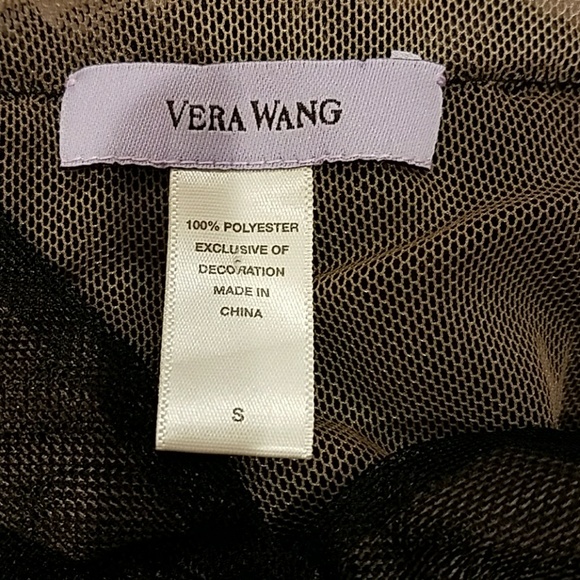 VERA WANG
100% POLYESTER
EXCLUSIVE OF
DECORATION
MADE IN
CHINA
S